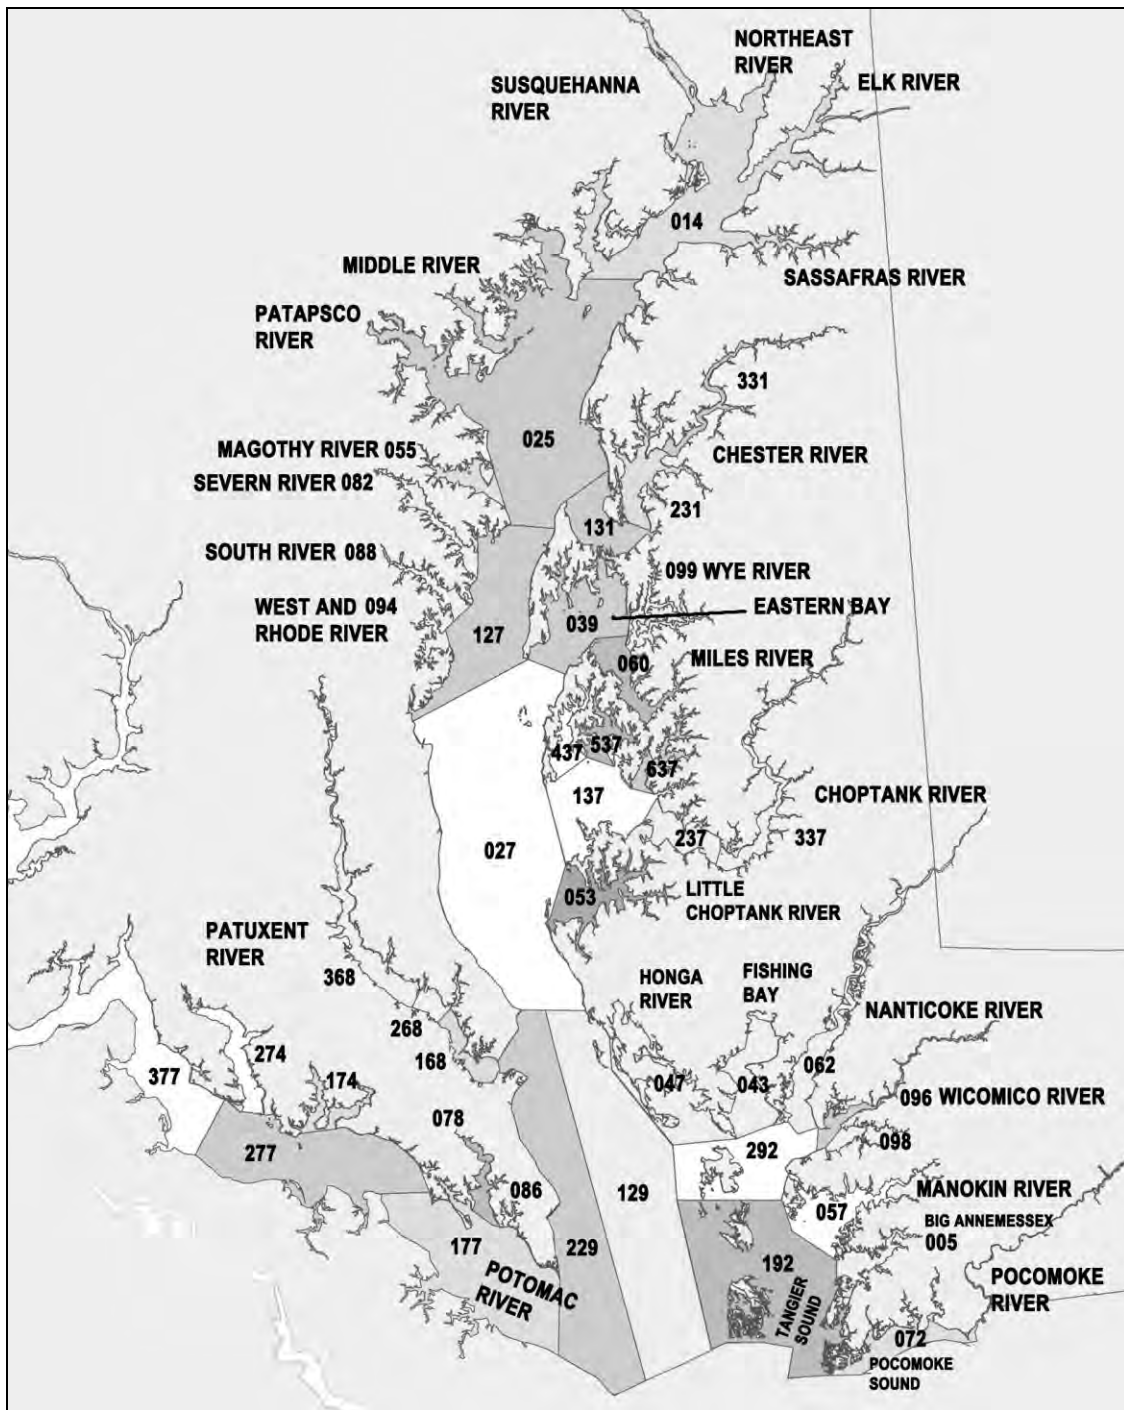 NORTHEAST
RIVER
SUSQUEHANNA
RIVER
ELK RIVER
014
MIDDLE RIVER
SASSAFRAS RIVER
PATAPSCO
RIVER
331
025
MAGOTHY RIVER 055
CHESTER RIVER
SEVERN RIVER 082
231
131
SOUTH RIVER 088
099 WYE RIVER
WEST AND 094
RHODE RIVER
EASTERN BAY
039
127
060
MILES RIVER
437
537
637
137
CHOPTANK RIVER
237
337
027
053
LITTLE
CHOPTANK RIVER
PATUXENT
RIVER
368
HONGA
RIVER
FISHING
BAY
NANTICOKE RIVER
268
274
168
062
377
174
047
043
096 WICOMICO RIVER
078
098
277
292
086
129
MANOKIN RIVER
057
BIG ANNEMESSEX
005
177
229
192
POTOMAC
RIVER
TANGIER
SOUND
POCOMOKE
RIVER
072
POCOMOKE
SOUND